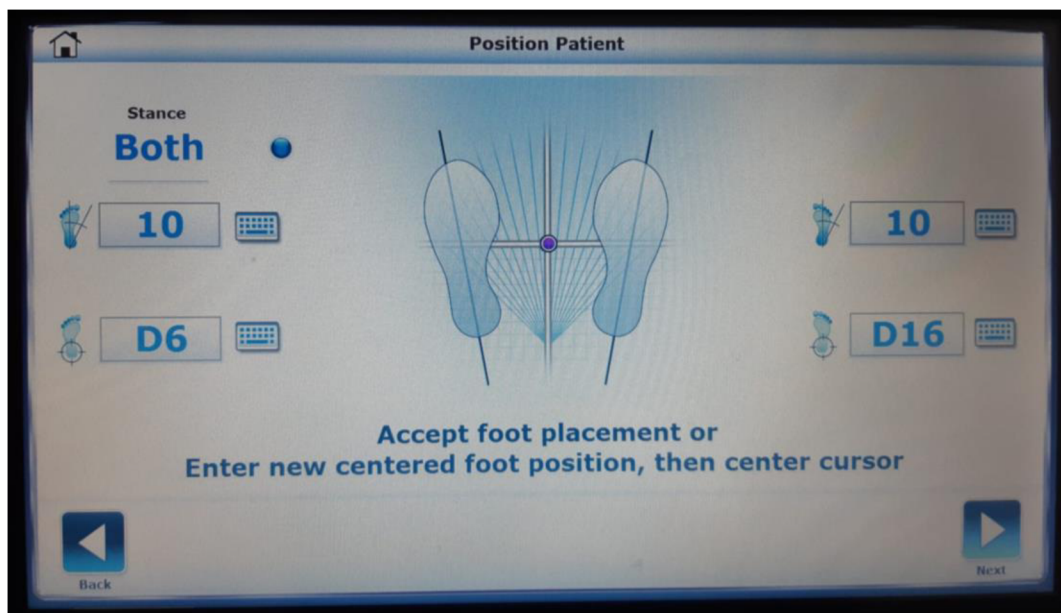 Position Patient
Stance
Both
10
10
D6
D16
Accept foot placement or
Enter new centered foot position, then center cursor
Back
Next